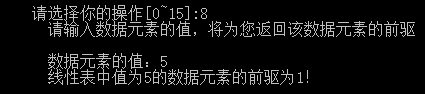 请选择你的操作[0~15]:8
请输入数据元素的值，将为您返回该数据元素的前驱
数据元素的值：5
线性表中值为5的数据元素的前驱为1!